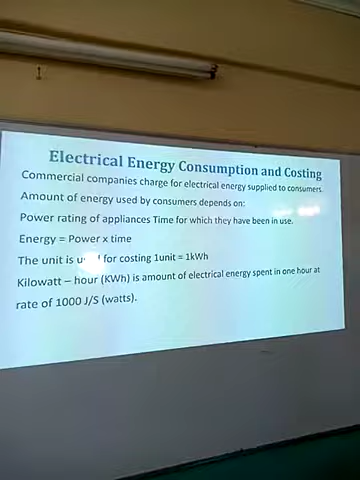 Electrical Energy Consumption and Costing
Commercial companies charge for electrical energy supplied to consumers.
Amount of energy used by consumers depends on:
Power rating of appliances Time for which they have been in use.
Energy = Power x time
The unit is for costing 1unit = 1kWh
Kilowatt – hour (KWh) is amount of electrical energy spent in one hour at
rate of 1000 J/S (watts).